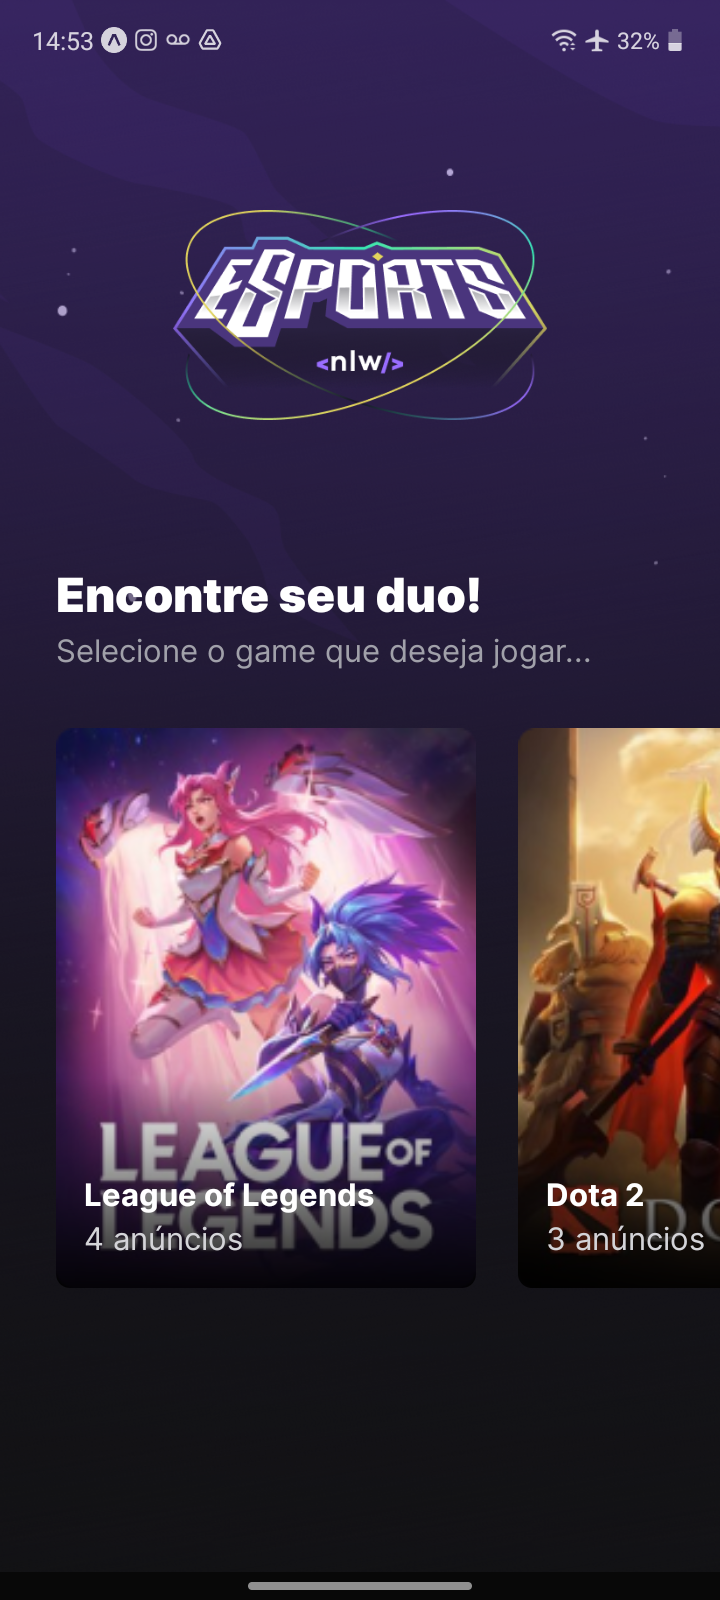 14:53
32%
ESPORTS
<nlw/>
Encontre seu duo!
Selecione o game que deseja jogar...
LEAGUE OF
LEGENDS
League of Legends
4 anúncios
Dota 2
3 anúncios